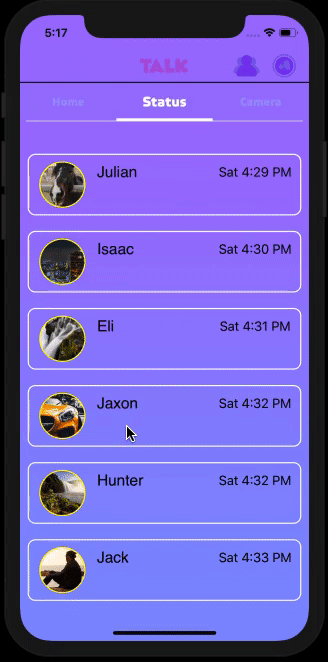 5:17
TALK
Home Status Camera
Julian Sat 4:29 PM
Isaac Sat 4:30 PM
Eli Sat 4:31 PM
Jaxon Sat 4:32 PM
Hunter Sat 4:32 PM
Jack Sat 4:33 PM